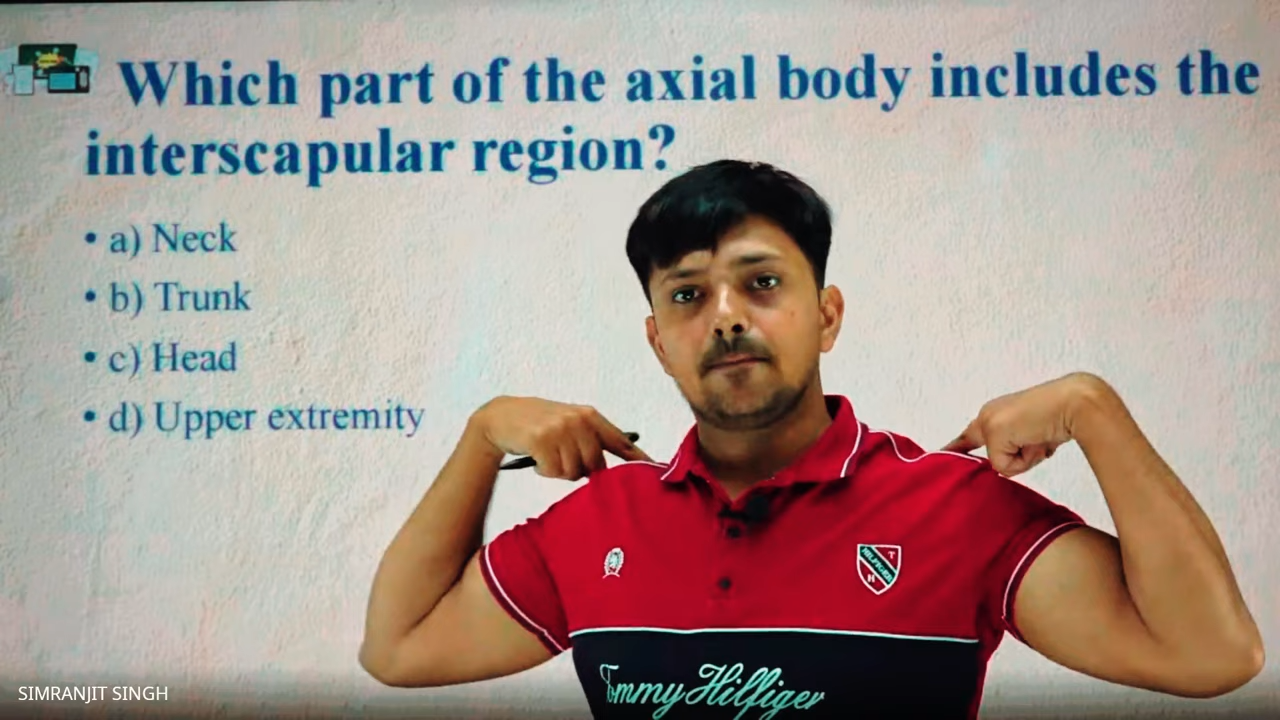 Which part of the axial body includes the
interscapular region?
• a) Neck
• b) Trunk
• c) Head
• d) Upper extremity
HILFIGER
T
H
Tommy Hilfiger
SIMRANJIT SINGH